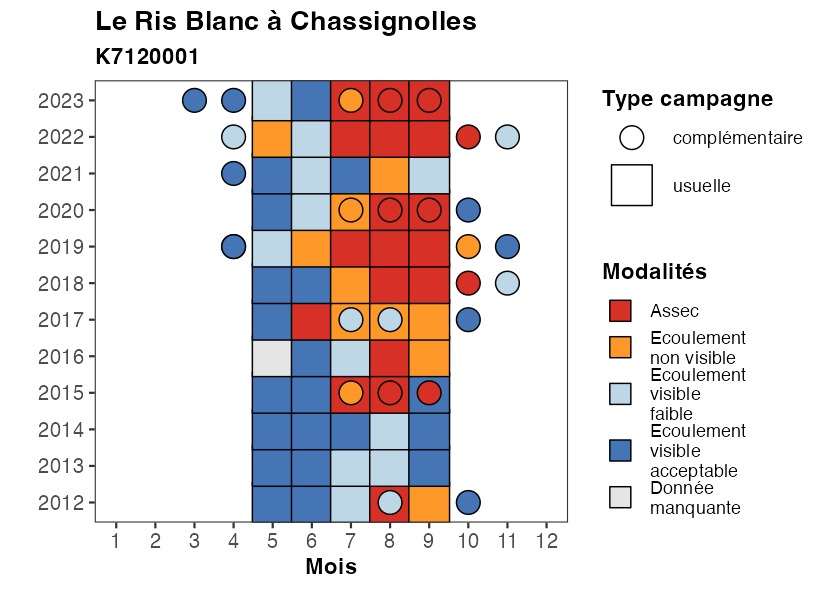 Le Ris Blanc à Chassignolles
K7120001
2023
2022
2021
2020
2019
2018
2017
2016
2015
2014
2013
2012
1 2 3 4 5 6 7 8 9 10 11 12
Mois
Type campagne
complémentaire
usuelle
Modalités
Assec
Ecoulement
non visible
Ecoulement
visible
faible
Ecoulement
visible
acceptable
Donnée
manquante